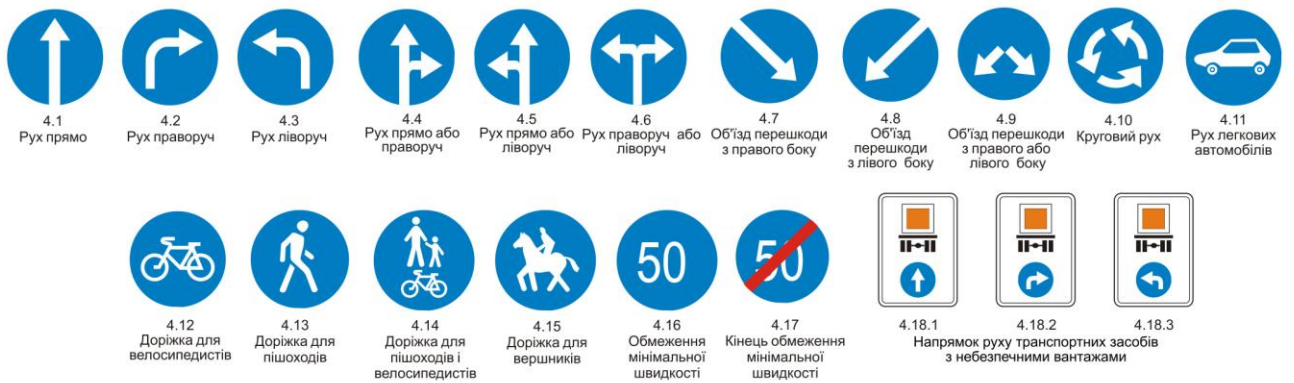 4.1
Рух прямо
4.2
Рух праворуч
4.3
Рух ліворуч
4.4
Рух прямо або
праворуч
4.5
Рух прямо або
ліворуч
4.6
Рух праворуч або
ліворуч
4.7
Об'їзд перешкоди
з правого боку
4.8
Об'їзд
перешкоди
з лівого боку
4.9
Об'їзд перешкоди
з правого або
лівого боку
4.10
Круговий рух
4.11
Рух легкових
автомобілів
4.12
Доріжка для
велосипедистів
4.13
Доріжка для
пішоходів
4.14
Доріжка для
пішоходів і
велосипедистів
4.15
Доріжка для
вершників
50
4.16
Обмеження
мінімальної
швидкості
50
4.17
Кінець обмеження
мінімальної
швидкості
4.18.1
4.18.2
4.18.3
Напрямок руху транспортних засобів
з небезпечними вантажами